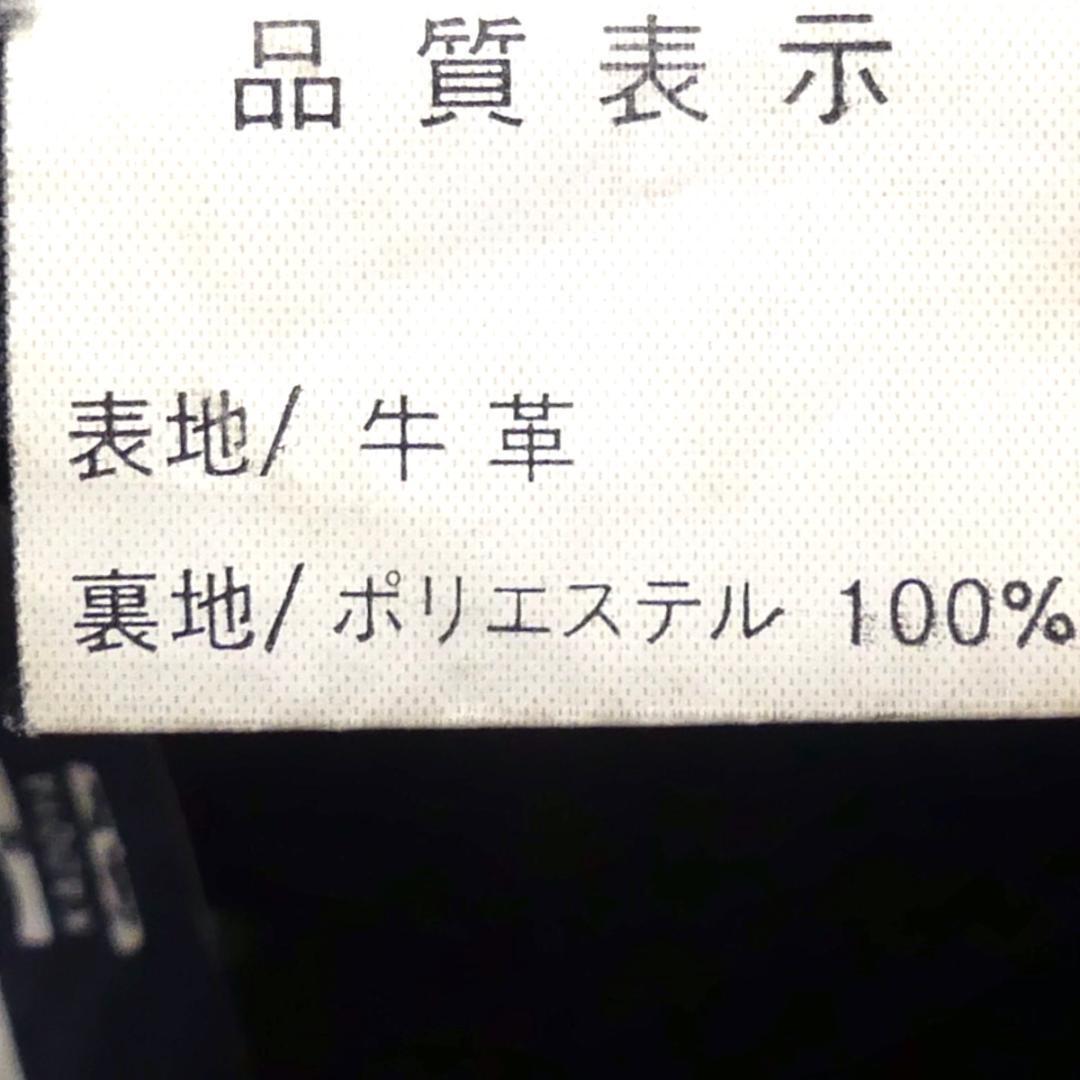 品質表示
表地/ 牛革
裏地/ポリエステル 100%